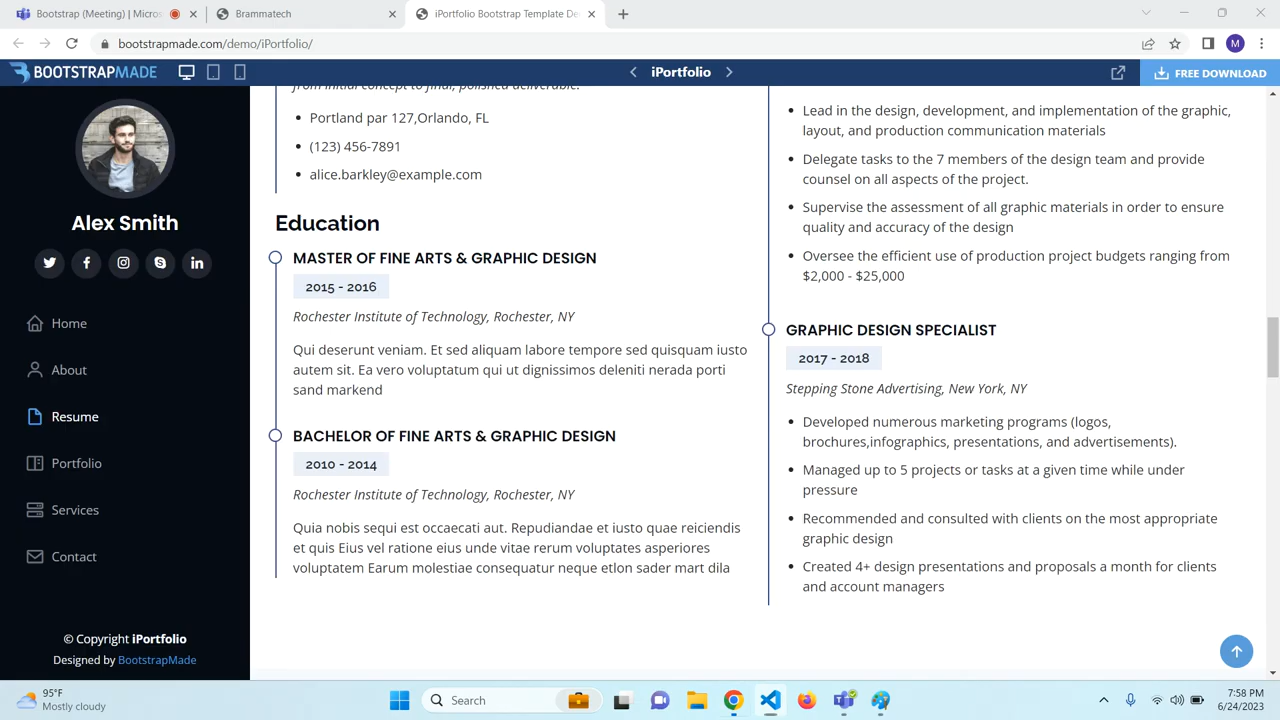 Bootstrap (Meeting) | Micros
Brammatech
iPortfolio Bootstrap Template De
bootstrapmade.com/demo/iPortfolio/
M
BOOTSTRAPMADE
iPortfolio
FREE DOWNLOAD
Alex Smith
Home
About
Resume
Portfolio
Services
Contact
© Copyright iPortfolio
Designed by BootstrapMade
from initial concept to final, polished deliverable.
• Portland par 127,Orlando, FL
• (123) 456-7891
• alice.barkley@example.com
Education
MASTER OF FINE ARTS & GRAPHIC DESIGN
2015 - 2016
Rochester Institute of Technology, Rochester, NY
Qui deserunt veniam. Et sed aliquam labore tempore sed quisquam iusto
autem sit. Ea vero voluptatum qui ut dignissimos deleniti nerada porti
sand markend
BACHELOR OF FINE ARTS & GRAPHIC DESIGN
2010 - 2014
Rochester Institute of Technology, Rochester, NY
Quia nobis sequi est occaecati aut. Repudiandae et iusto quae reiciendis
et quis Eius vel ratione eius unde vitae rerum voluptates asperiores
voluptatem Earum molestiae consequatur neque etlon sader mart dila
• Lead in the design, development, and implementation of the graphic,
layout, and production communication materials
• Delegate tasks to the 7 members of the design team and provide
counsel on all aspects of the project.
• Supervise the assessment of all graphic materials in order to ensure
quality and accuracy of the design
• Oversee the efficient use of production project budgets ranging from
$2,000 - $25,000
GRAPHIC DESIGN SPECIALIST
2017 - 2018
Stepping Stone Advertising, New York, NY
• Developed numerous marketing programs (logos,
brochures,infographics, presentations, and advertisements).
• Managed up to 5 projects or tasks at a given time while under
pressure
• Recommended and consulted with clients on the most appropriate
graphic design
• Created 4+ design presentations and proposals a month for clients
and account managers
95°F
Mostly cloudy
Search
7:58 PM
6/24/2023